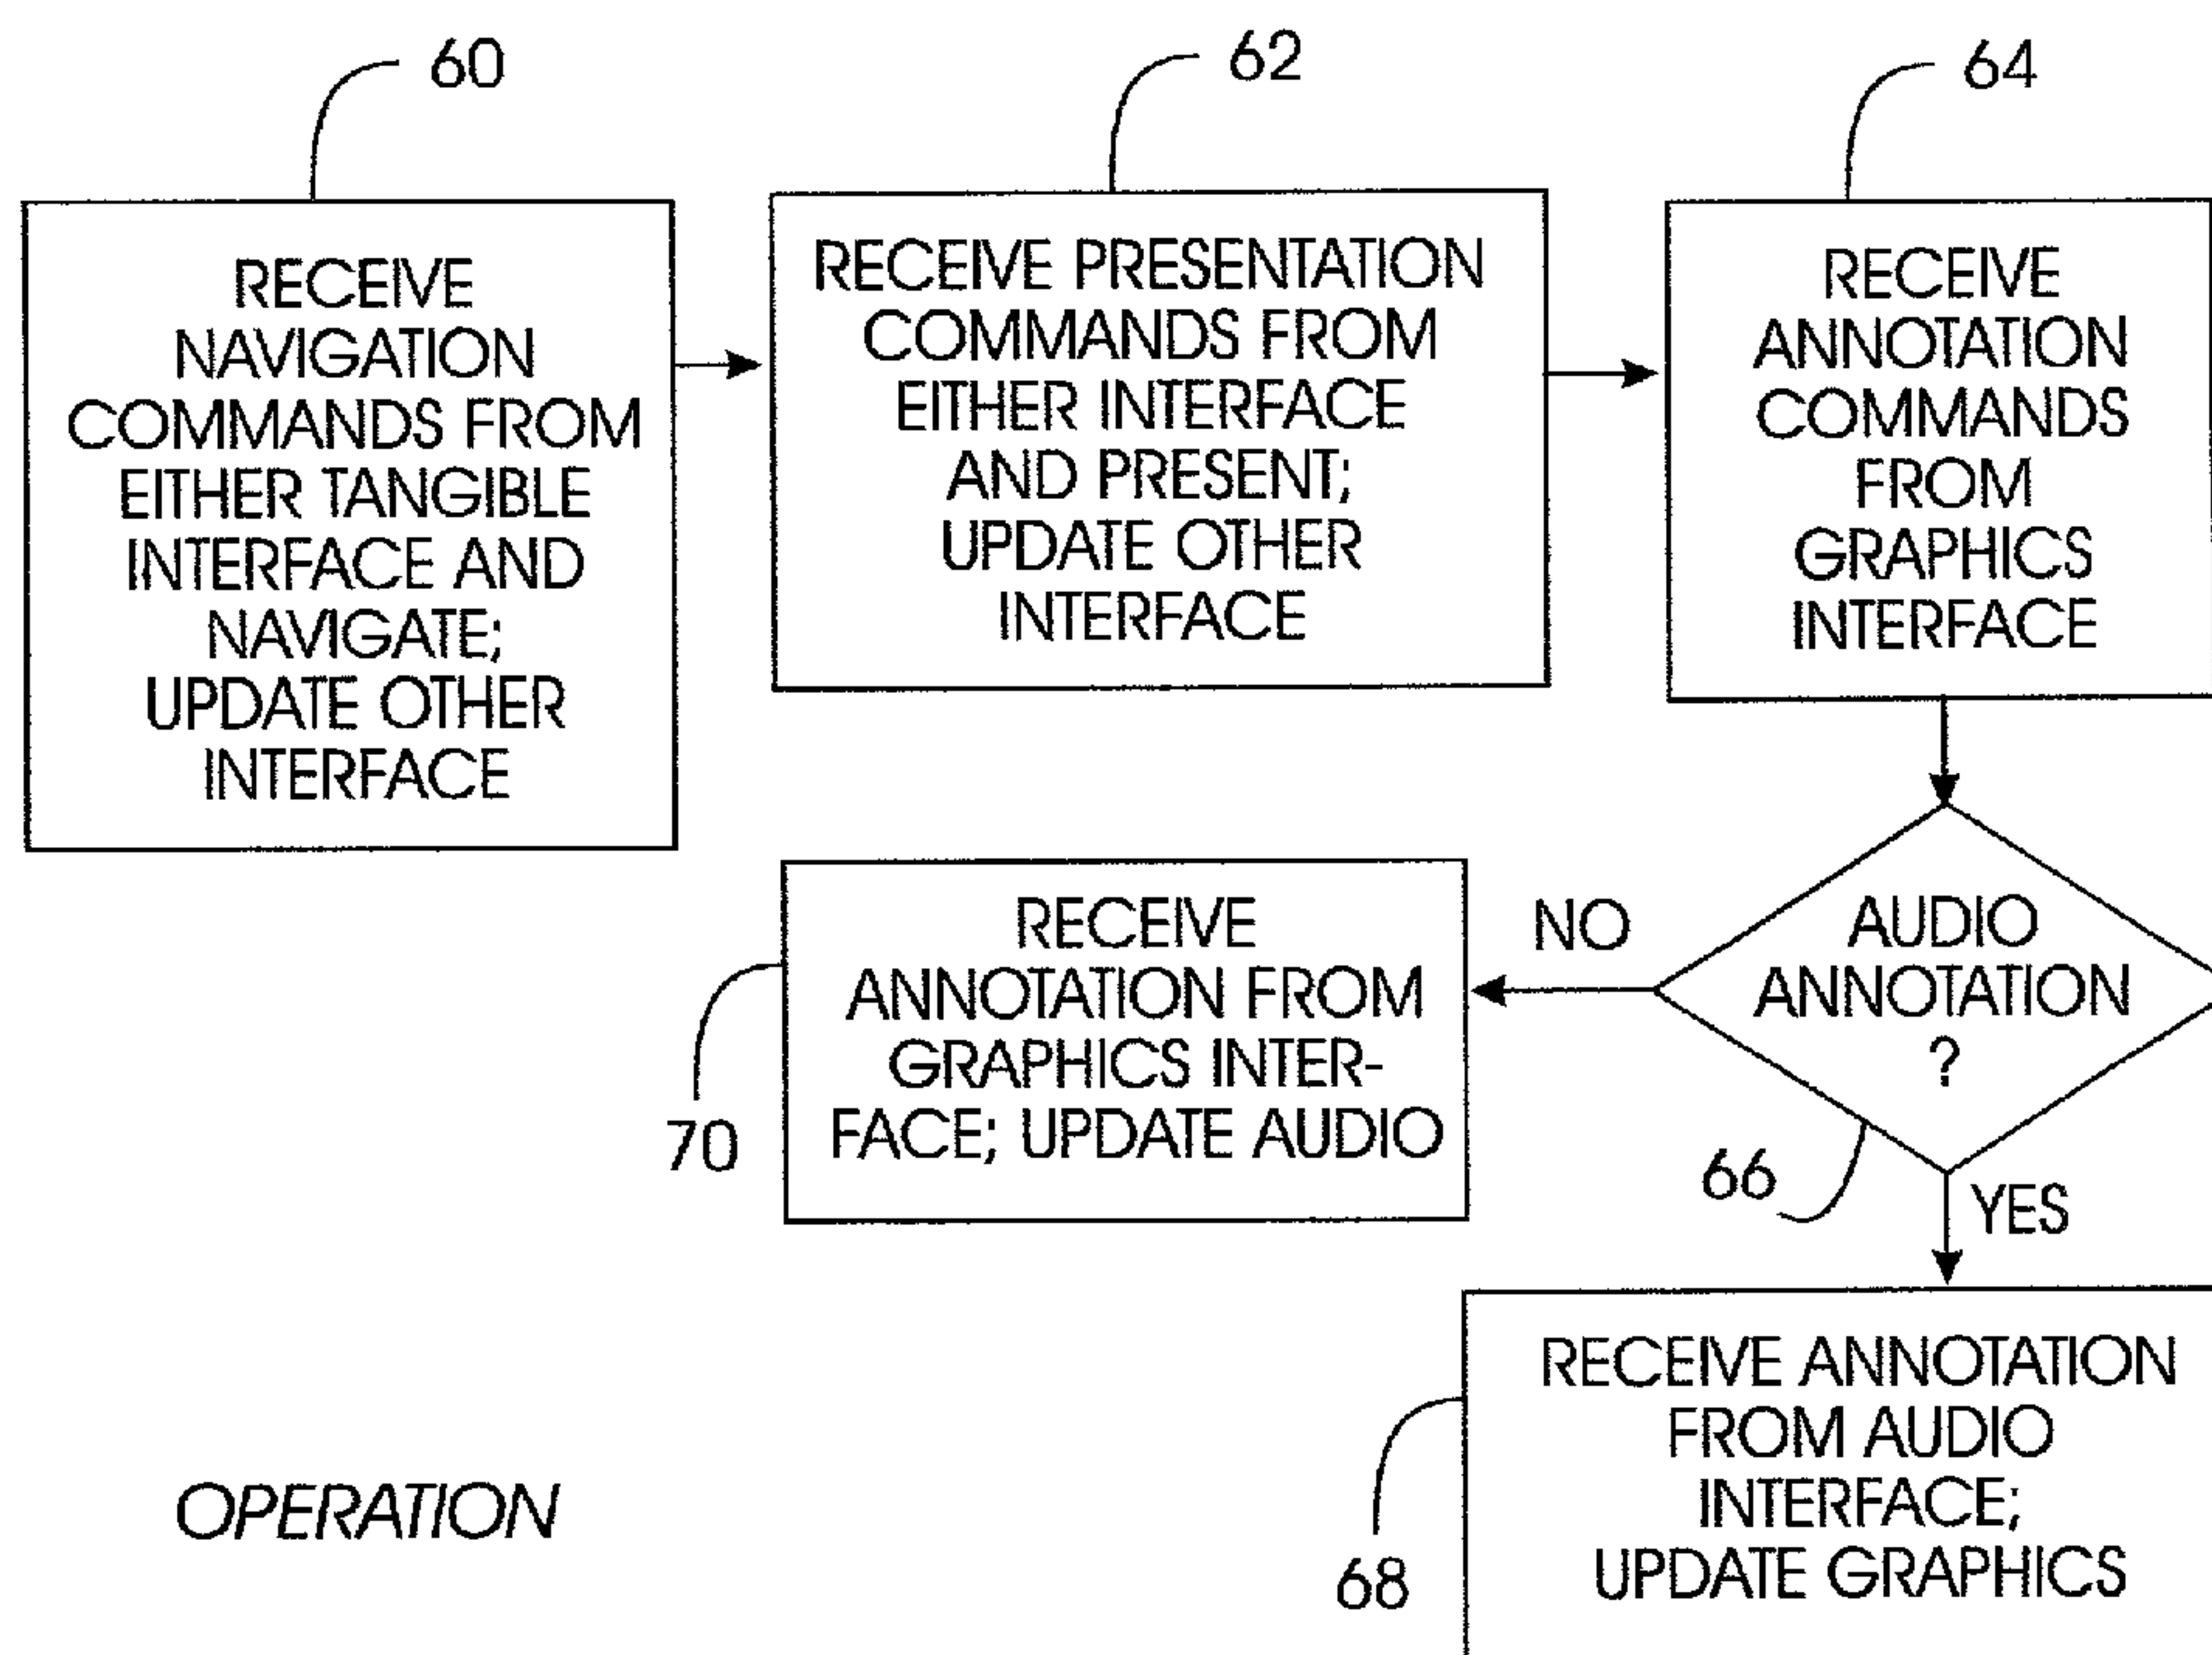 60
RECEIVE
NAVIGATION
COMMANDS FROM
EITHER TANGIBLE
INTERFACE AND
NAVIGATE;
UPDATE OTHER
INTERFACE
62
RECEIVE PRESENTATION
COMMANDS FROM
EITHER INTERFACE
AND PRESENT;
UPDATE OTHER
INTERFACE
64
RECEIVE
ANNOTATION
COMMANDS
FROM
GRAPHICS
INTERFACE
AUDIO
ANNOTATION
?
66
NO
YES
70
RECEIVE
ANNOTATION FROM
GRAPHICS INTER-
FACE; UPDATE AUDIO
68
RECEIVE ANNOTATION
FROM AUDIO
INTERFACE;
UPDATE GRAPHICS
OPERATION